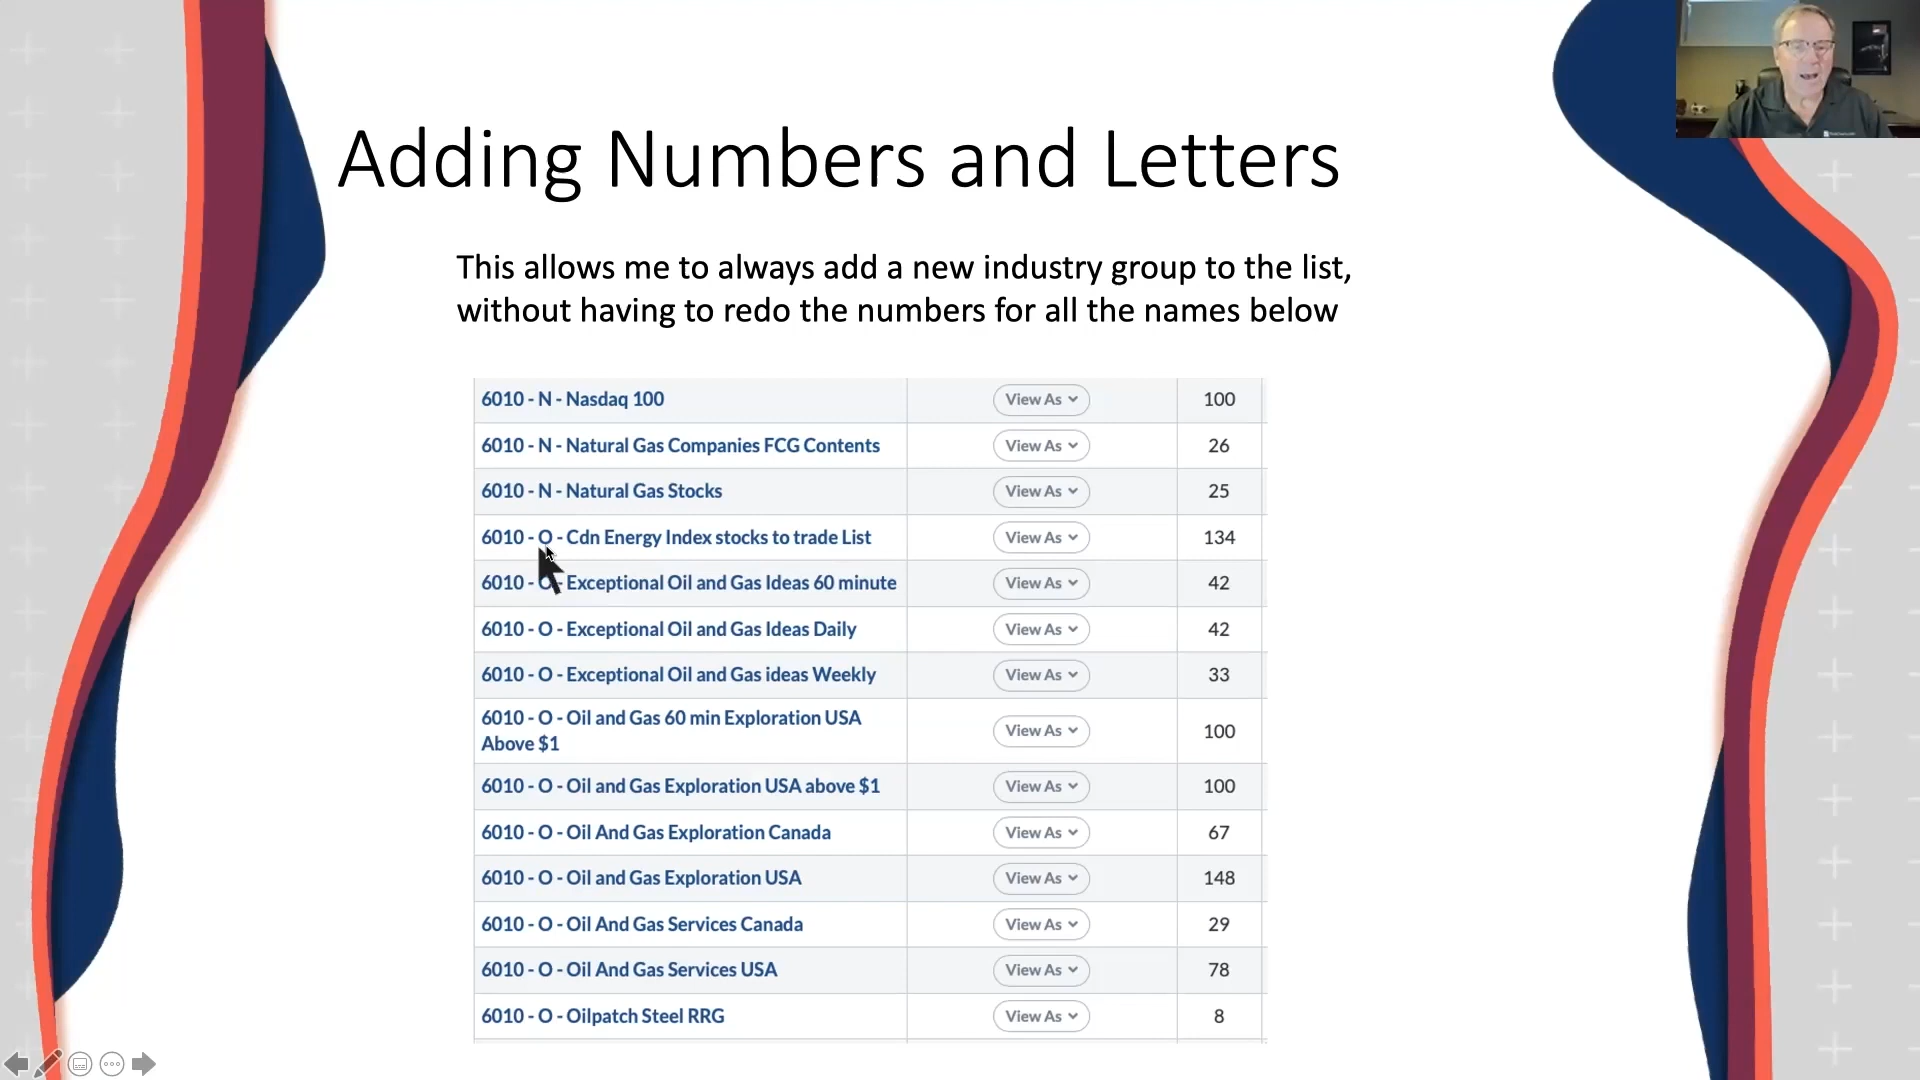 Adding Numbers and Letters
This allows me to always add a new industry group to the list,
without having to redo the numbers for all the names below
6010 - N - Nasdaq 100 View As 100
6010 - N - Natural Gas Companies FCG Contents View As 26
6010 - N - Natural Gas Stocks View As 25
6010 - O - Cdn Energy Index stocks to trade List View As 134
6010 - O - Exceptional Oil and Gas Ideas 60 minute View As 42
6010 - O - Exceptional Oil and Gas Ideas Daily View As 42
6010 - O - Exceptional Oil and Gas ideas Weekly View As 33
6010 - O - Oil and Gas 60 min Exploration USA
Above $1 View As 100
6010 - O - Oil and Gas Exploration USA above $1 View As 100
6010 - O - Oil And Gas Exploration Canada View As 67
6010 - O - Oil and Gas Exploration USA View As 148
6010 - O - Oil And Gas Services Canada View As 29
6010 - O - Oil And Gas Services USA View As 78
6010 - O - Oilpatch Steel RRG View As 8